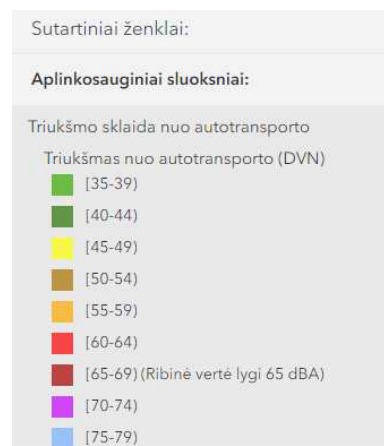 Sutartiniai ženklai:
Aplinkosauginiai sluoksniai:
Triukšmo sklaida nuo autotransporto
Triukšmas nuo autotransporto (DVN)
[35-39)
[40-44)
[45-49)
[50-54)
[55-59)
[60-64)
[65-69) (Ribinė vertė lygi 65 dBA)
[70-74)
[75-79)